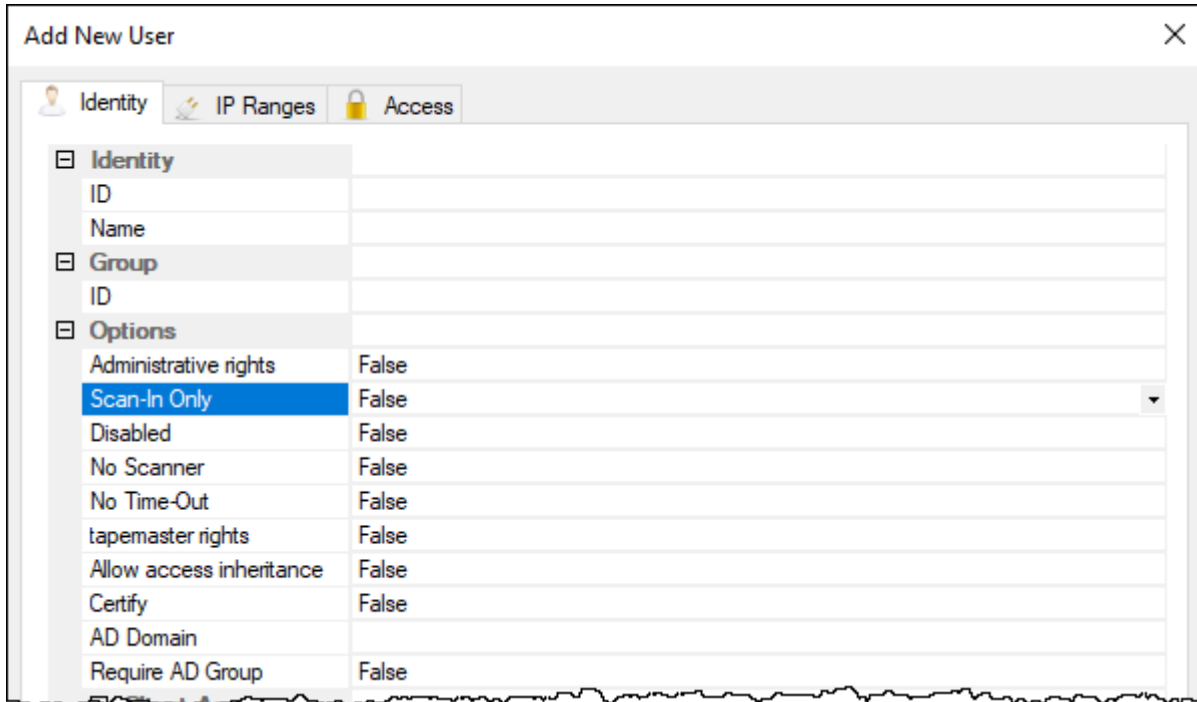 Add New User
Identity IP Ranges Access
Identity
ID
Name
Group
ID
Options
Administrative rights False
Scan-In Only False
Disabled False
No Scanner False
No Time-Out False
tapemaster rights False
Allow access inheritance False
Certify False
AD Domain
Require AD Group False